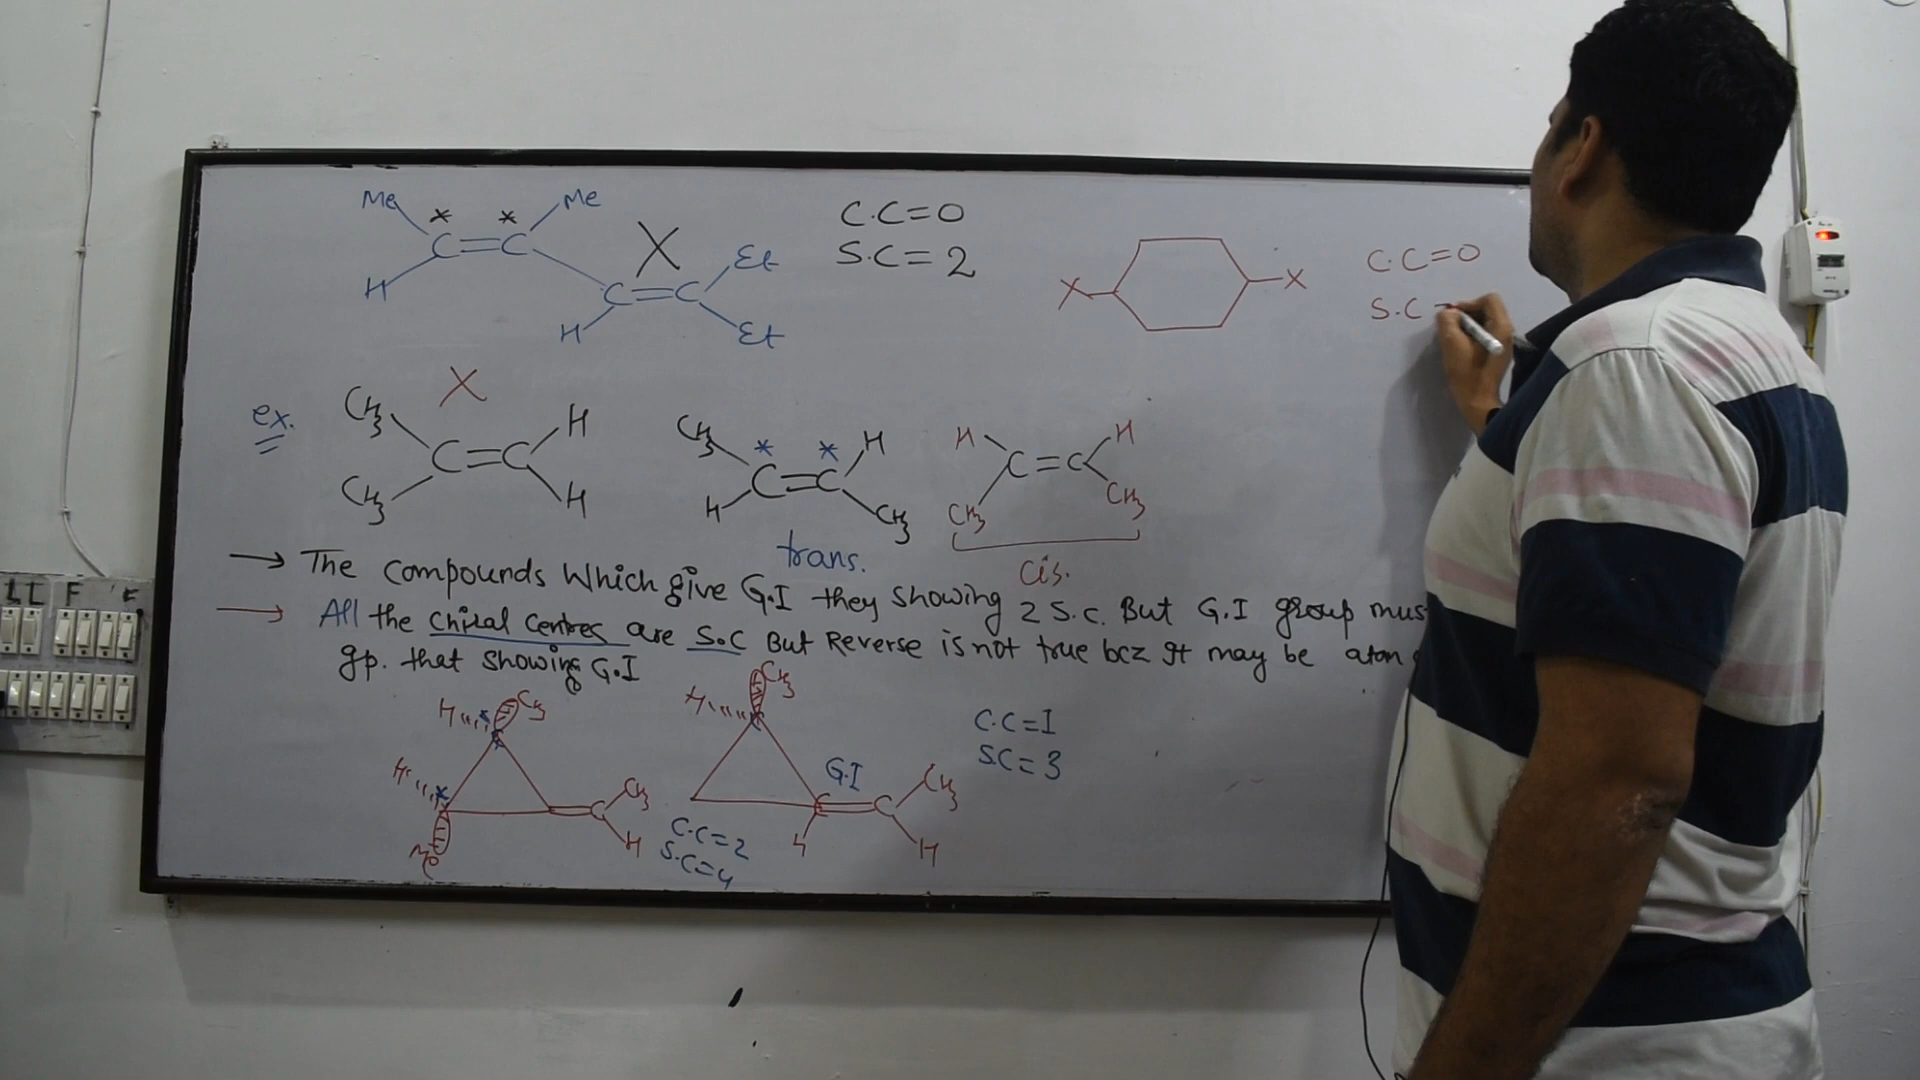 Me Me
C=C
H
Et
C=C
H
Et
X
C.C=0
S.C=2
X X
C.C=0
S.C
ex.
X
CH3 H
C=C
CH3 H
CH3 H
C=C
H CH3
trans.
H H
C=C
CH3 CH3
cis.
→ The compounds Which give G.I they showing 2 S.C. But G.I group mus
→ All the chiral centres are S.C But Reverse is not true bcz It may be atom
gp. that showing G.I
H CH3
H
C CH3
H
Me
C.C=2
S.C=4
H CH3
G.I
C=C CH3
H
C.C=1
S.C=3